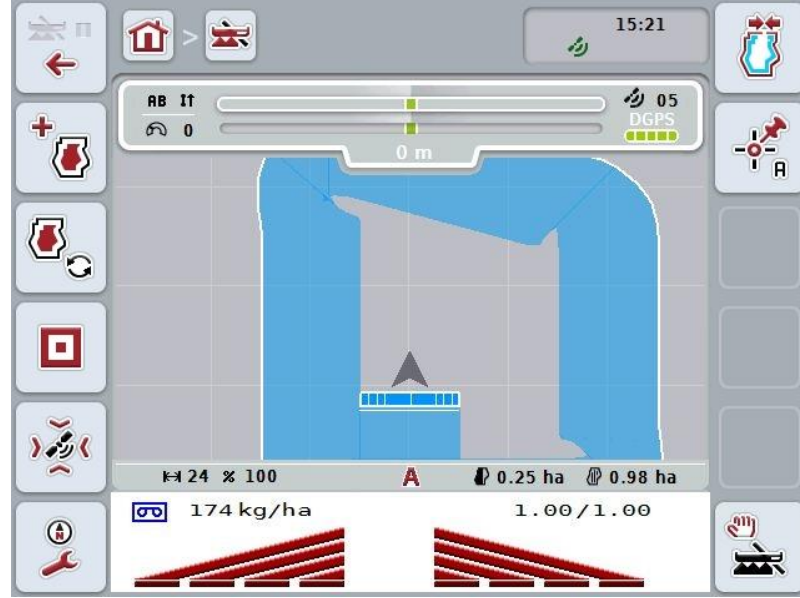 >
15:21
AB
05
0
DGPS
0 m
A
N
24 % 100
A
0.25 ha
0.98 ha
174 kg/ha
1.00/1.00